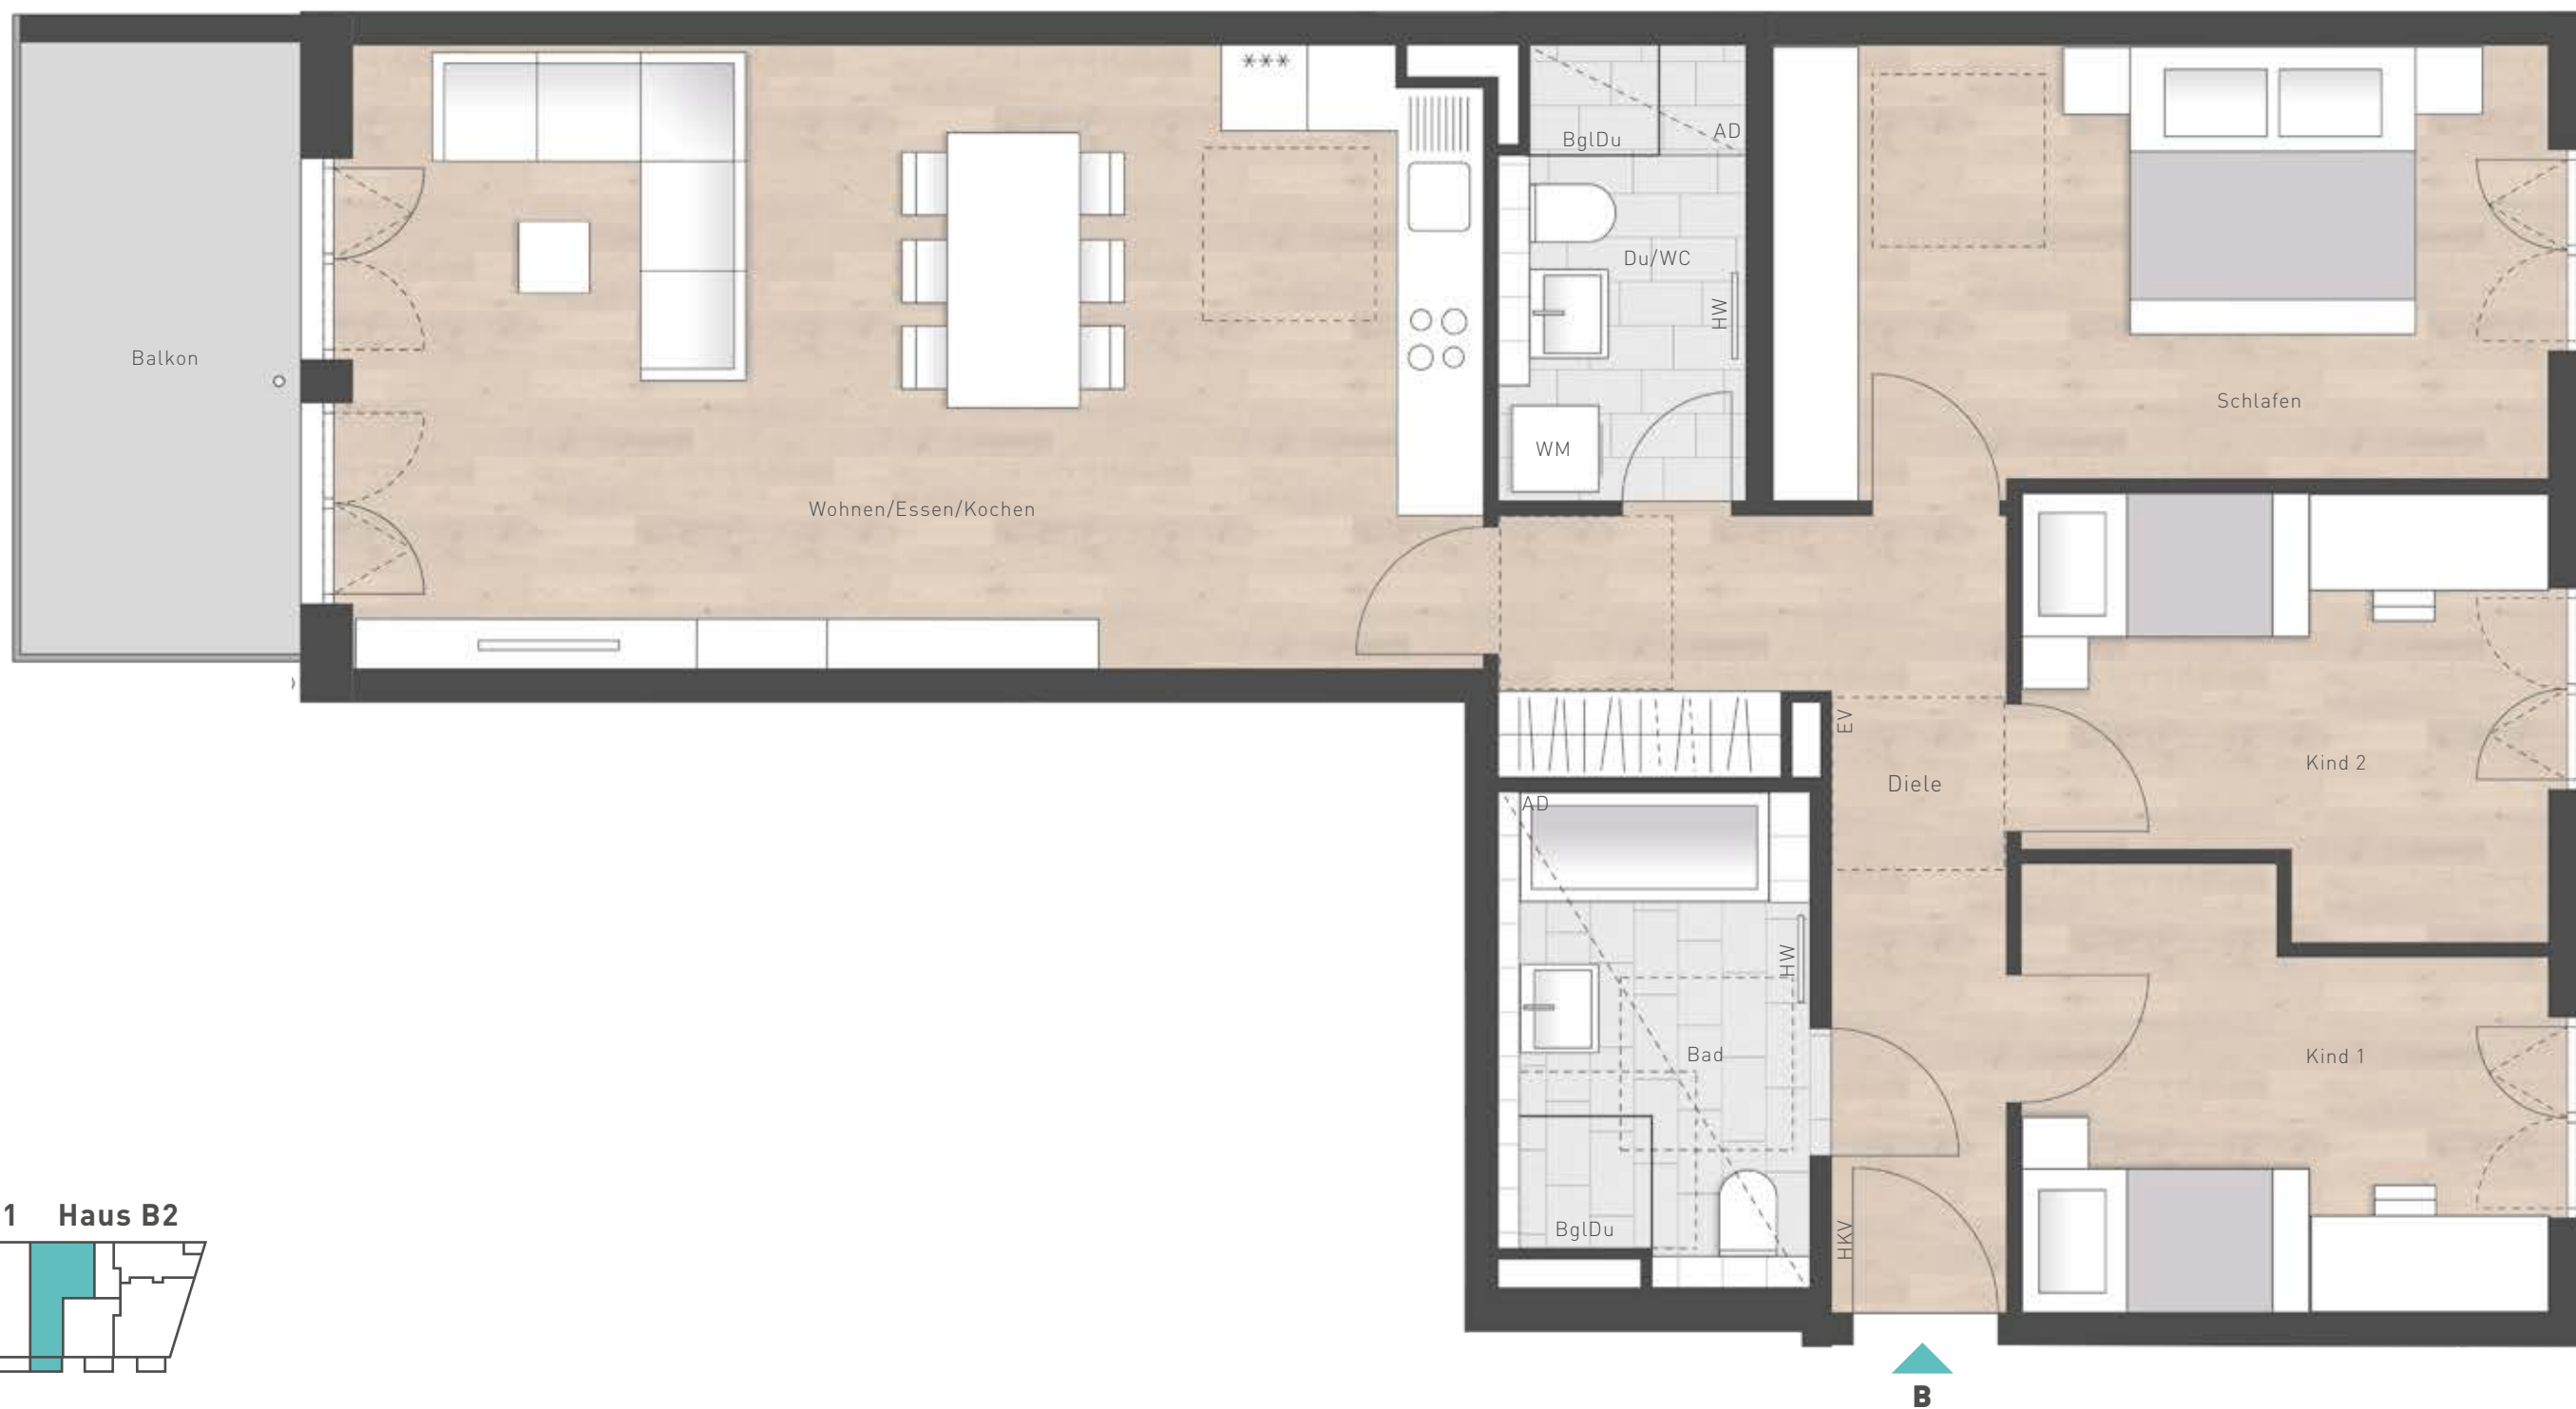 ***
BglDu
AD
Du/WC
HW
Balkon
Schlafen
WM
Wohnen/Essen/Kochen
EV
Kind 2
Diele
AD
HW
Bad
Kind 1
BglDu
HKV
1 Haus B2
B